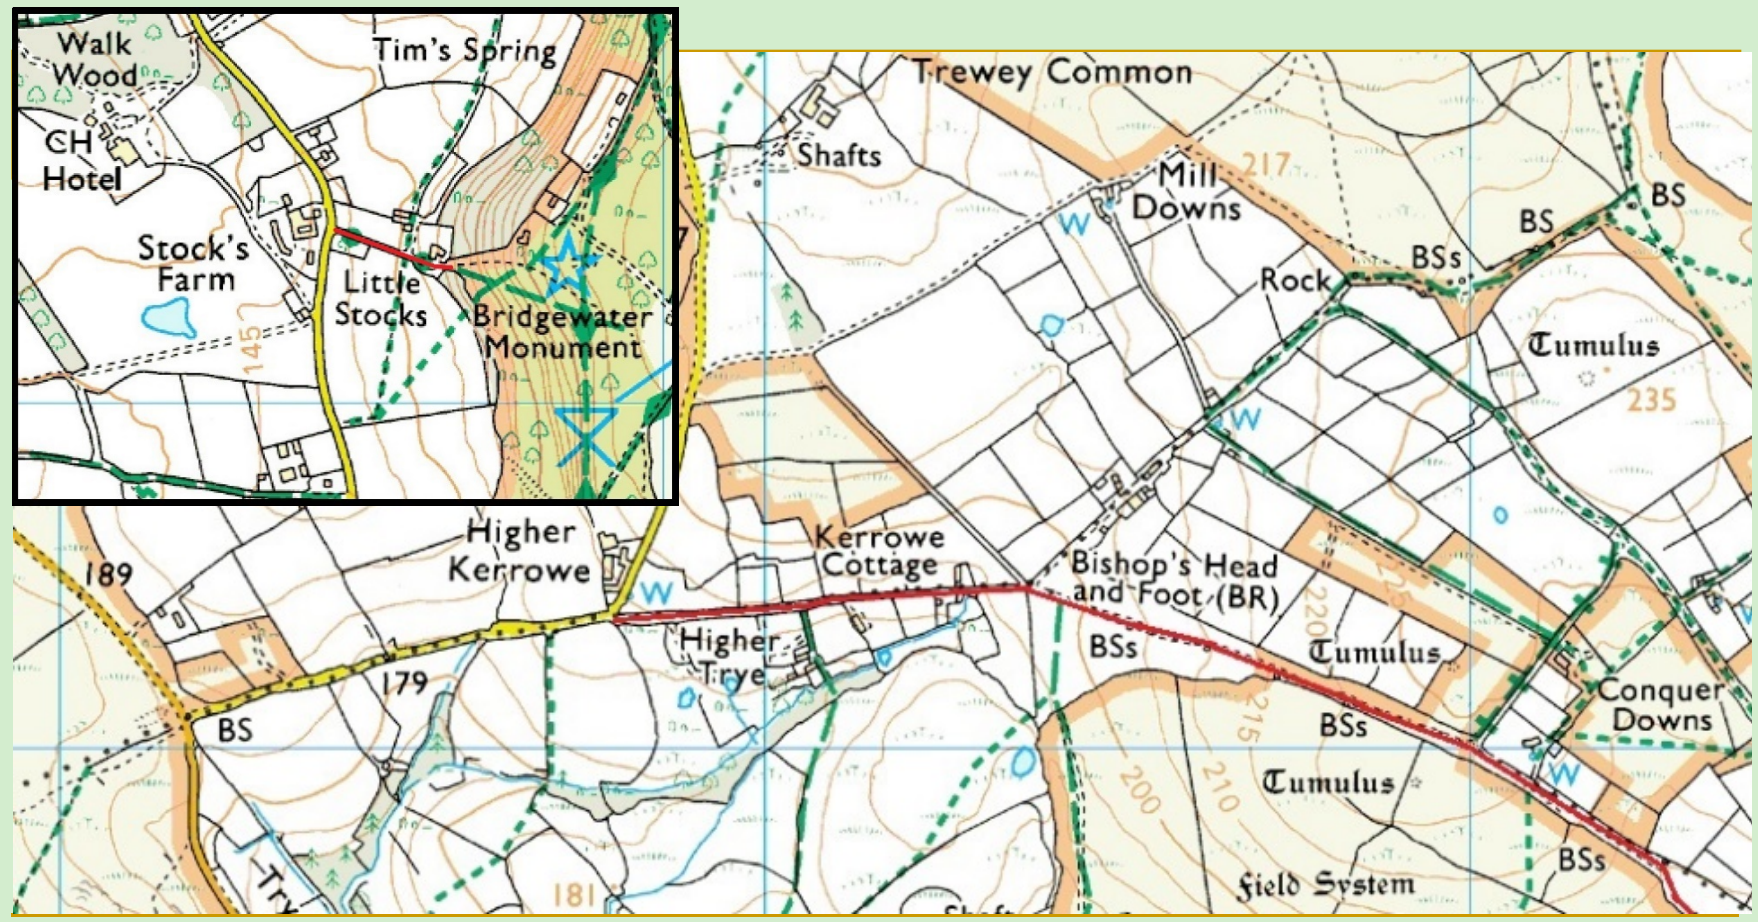 Walk
Wood
Tim's Spring
CH
Hotel
Stock's
Farm
Little
Stocks
145
Bridgewater
Monument
Trewey Common
Shafts
217
Mill
Downs
W
BS
BS
BSs
Rock
Tumulus
235
W
Higher
Kerrowe
189
W
Kerrowe
Cottage
Bishop's Head
and Foot (BR)
225
220
BSs
Tumulus
Higher
Trye
179
BS
Conquer
Downs
215
BSs
W
200
210
Tumulus
BSs
181
Field System